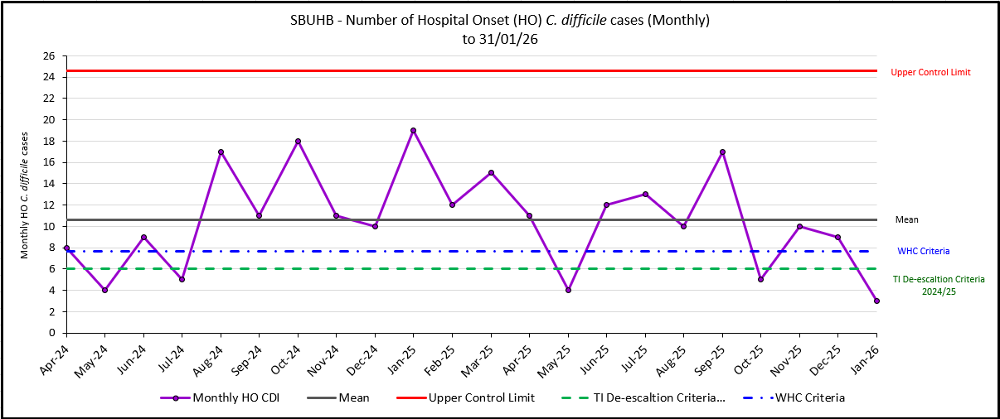 SBUHB - Number of Hospital Onset (HO) C. difficile cases (Monthly)
to 31/01/26
Monthly HO C. difficile cases
26
24
22
20
18
16
14
12
10
8
6
4
2
0
Upper Control Limit
Mean
WHC Criteria
TI De-escaltion Criteria
2024/25
Apr-24
May-24
Jun-24
Jul-24
Aug-24
Sep-24
Oct-24
Nov-24
Dec-24
Jan-25
Feb-25
Mar-25
Apr-25
May-25
Jun-25
Jul-25
Aug-25
Sep-25
Oct-25
Nov-25
Dec-25
Jan-26
Monthly HO CDI
Mean
Upper Control Limit
TI De-escaltion Criteria...
WHC Criteria